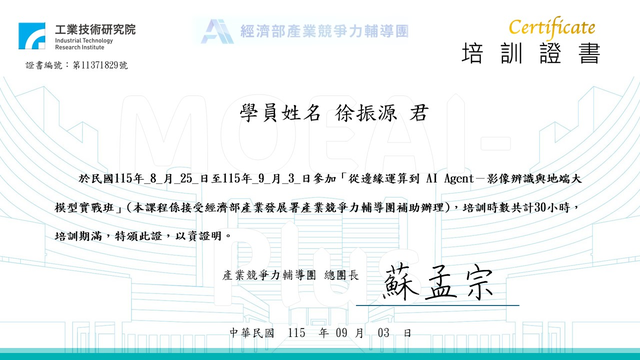 工業技術研究院
Industrial Technology
Research Institute
經濟部產業競爭力輔導團
Certificate
培訓證書
證書編號：第11371829號
MOEAI-
Plus
學員姓名 徐振源 君
於民國115年_8_月_25_日至115年_9_月_3_日參加「從邊緣運算到 AI Agent－影像辨識與地端大
模型實戰班」(本課程係接受經濟部產業發展署產業競爭力輔導團補助辦理)，培訓時數共計30小時，
培訓期滿，特頒此證，以資證明。
產業競爭力輔導團 總團長
蘇孟宗
中華民國 115 年 09 月 03 日